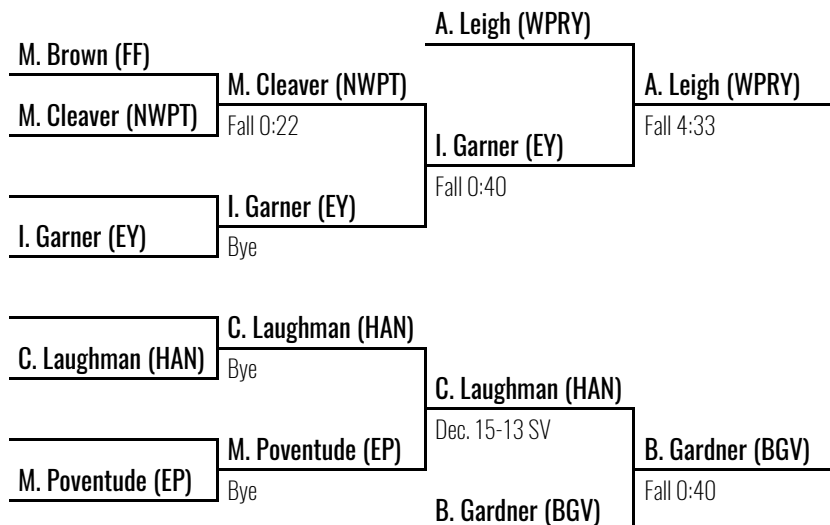 A. Leigh (WPRY)
M. Brown (FF)
M. Cleaver (NWPT)
A. Leigh (WPRY)
M. Cleaver (NWPT)
Fall 0:22
Fall 4:33
I. Garner (EY)
Fall 0:40
I. Garner (EY)
I. Garner (EY)
Bye
C. Laughman (HAN)
C. Laughman (HAN)
Bye
C. Laughman (HAN)
Dec. 15-13 SV
M. Poventude (EP)
B. Gardner (BGV)
M. Poventude (EP)
Bye
Fall 0:40
B. Gardner (BGV)